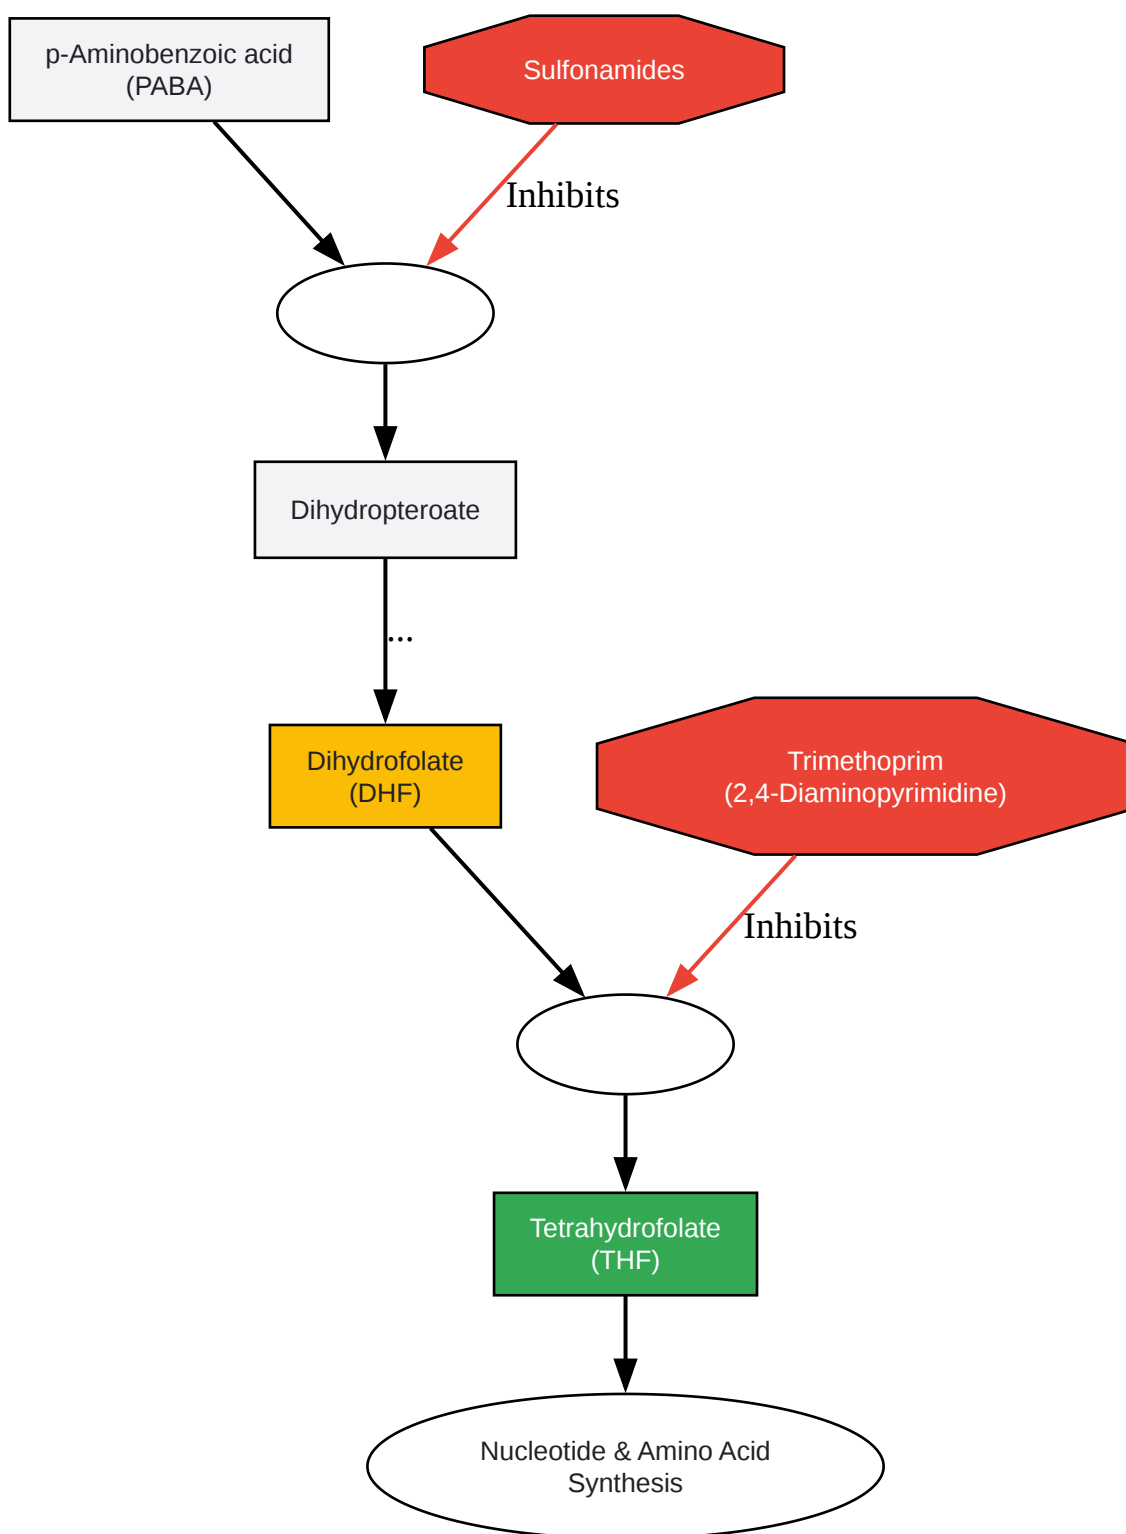 p-Aminobenzoic acid
(PABA)
Sulfonamides
Inhibits
Dihydropteroate
...
Dihydrofolate
(DHF)
Trimethoprim
(2,4-Diaminopyrimidine)
Inhibits
Tetrahydrofolate
(THF)
Nucleotide & Amino Acid
Synthesis